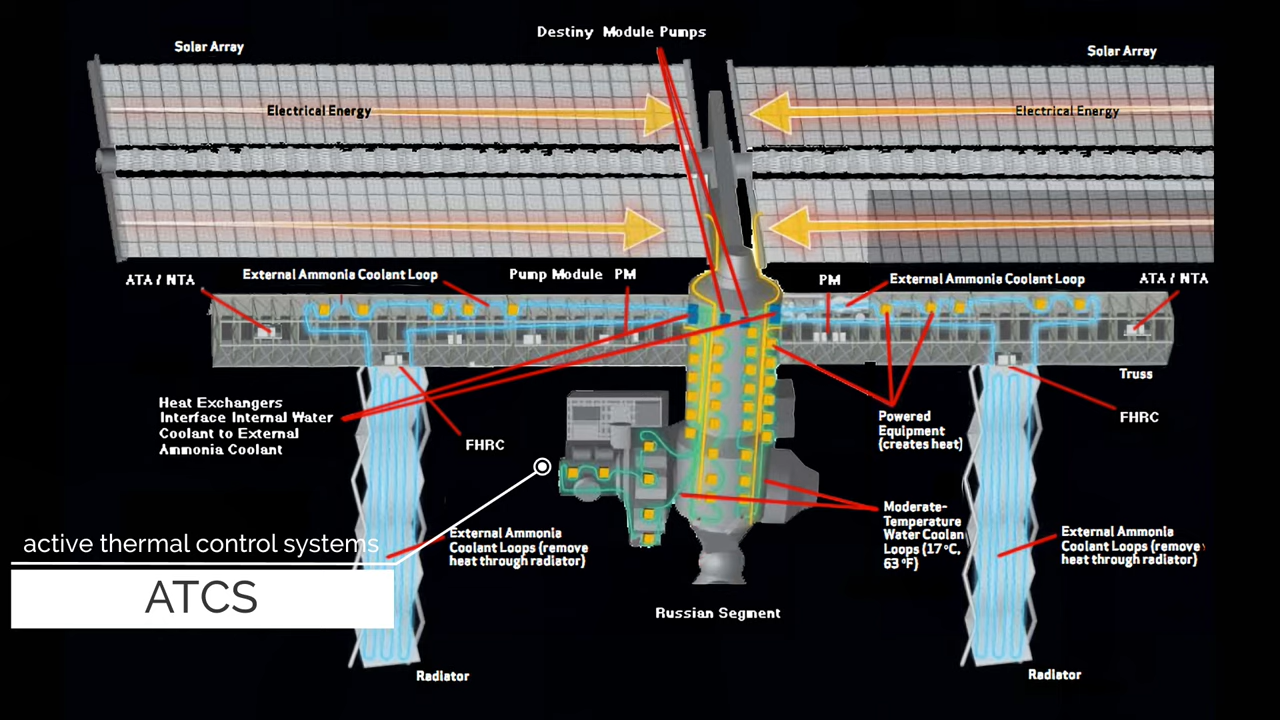 Destiny Module Pumps
Solar Array
Solar Array
Electrical Energy
Electrical Energy
ATA / NTA
External Ammonia Coolant Loop
Pump Module PM
PM
External Ammonia Coolant Loop
ATA / NTA
Truss
Heat Exchangers
Interface Internal Water
Coolant to External
Ammonia Coolant
FHRC
Powered
Equipment
(creates heat)
FHRC
Moderate-
Temperature
Water Coolan
Loops (17 °C,
63 °F)
External Ammonia
Coolant Loops (remove
heat through radiator)
External Ammonia
Coolant Loops (remove
heat through radiator)
active thermal control systems
ATCS
Russian Segment
Radiator
Radiator